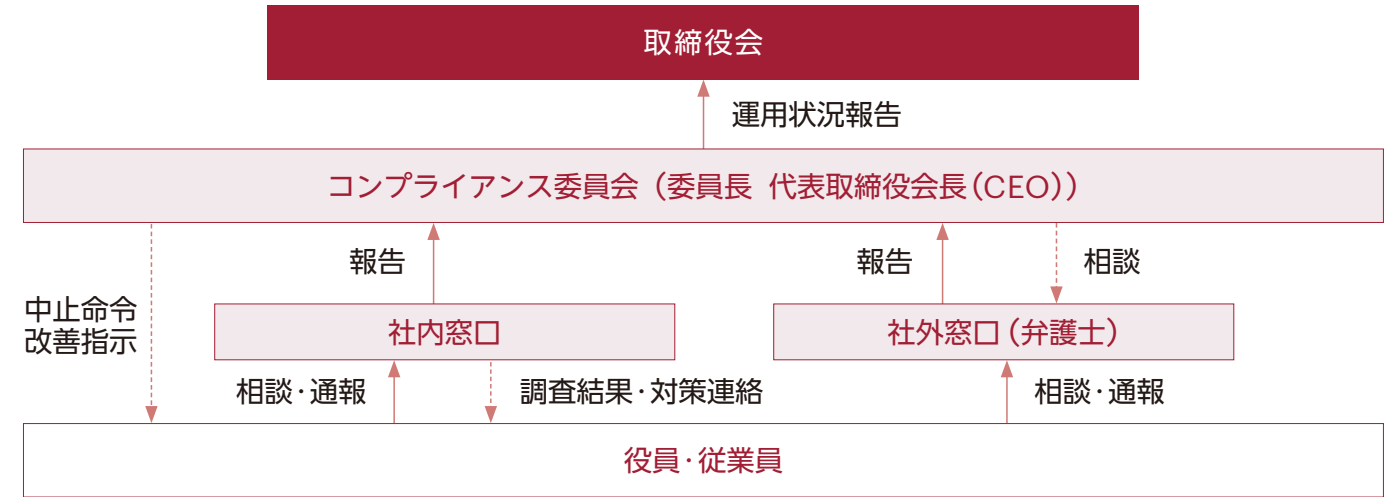 取締役会
運用状況報告
コンプライアンス委員会（委員長 代表取締役会長（CEO））
報告
報告
相談
中止命令
改善指示
社内窓口
社外窓口（弁護士）
相談・通報
調査結果・対策連絡
相談・通報
役員・従業員